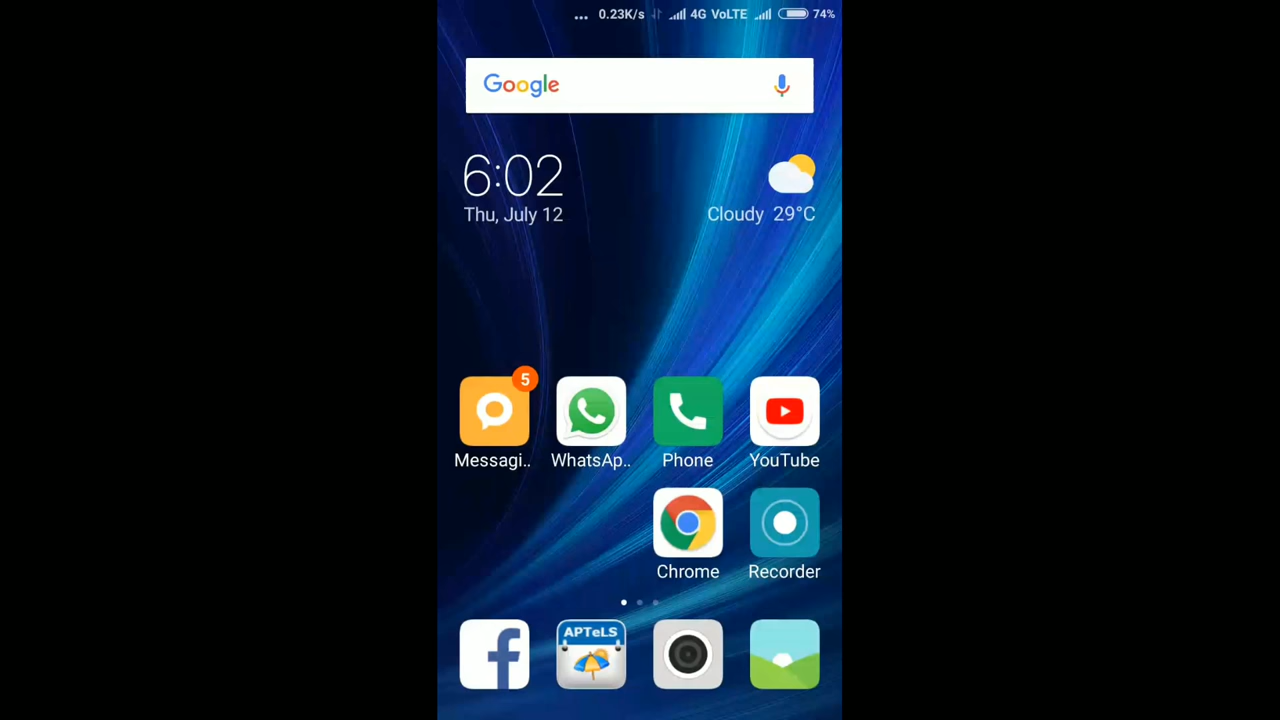 ... 0.23K/s 4G VoLTE 74%
Google
6:02
Thu, July 12
Cloudy 29°C
5
Messagi.. WhatsAp.. Phone YouTube
Chrome Recorder
APTeLS